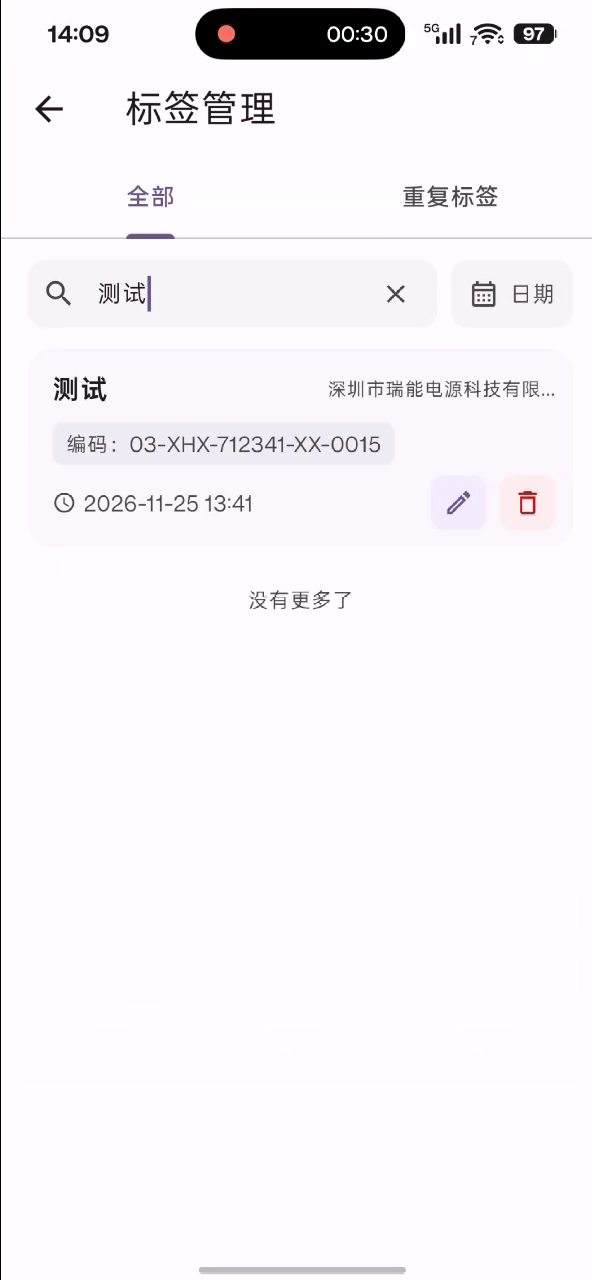 14:09 00:30 5G 7 97
标签管理
全部 重复标签
测试 日期
测试 深圳市瑞能电源科技有限...
编码：03-XHX-712341-XX-0015
2026-11-25 13:41
没有更多了